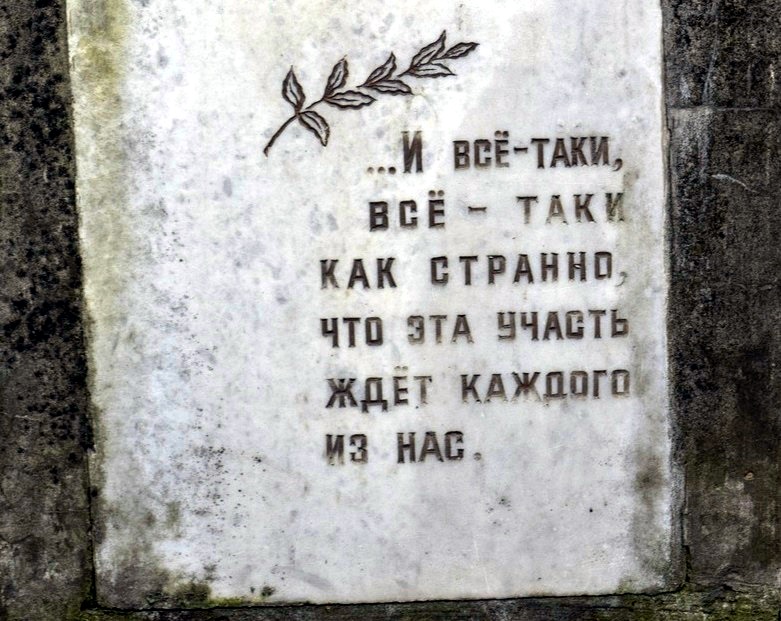 ...И ВСЁ-ТАКИ,
ВСЁ - ТАКИ
КАК СТРАННО,
ЧТО ЭТА УЧАСТЬ
ЖДЁТ КАЖДОГО
ИЗ НАС.